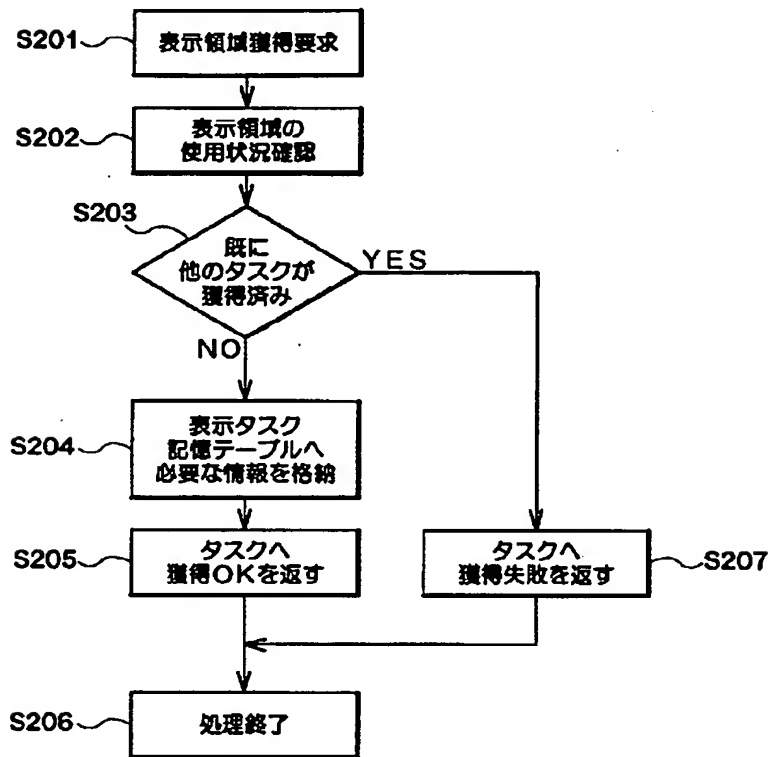 S201
表示領域獲得要求
S202
表示領域の
使用状況確認
S203
既に
他のタスクが
獲得済み
YES
NO
S204
表示タスク
記憶テーブルへ
必要な情報を格納
S205
タスクへ
獲得OKを返す
タスクへ
獲得失敗を返す
S207
S206
処理終了